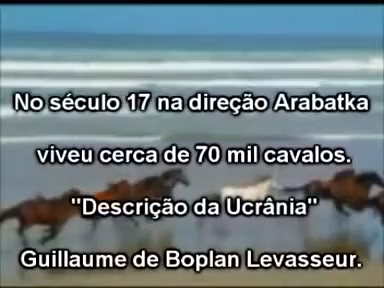 No século 17 na direção Arabatka
viveu cerca de 70 mil cavalos.
"Descrição da Ucrânia"
Guillaume de Boplan Levasseur.